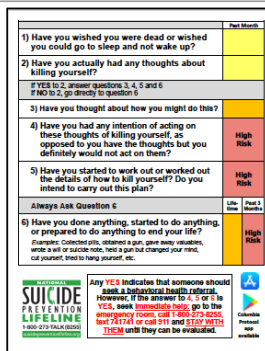 Past Month
1) Have you wished you were dead or wished
you could go to sleep and not wake up?
2) Have you actually had any thoughts about
killing yourself?
If YES to 2, answer questions 3, 4, 5 and 6
If NO to 2, go directly to question 6
3) Have you thought about how you might do this?
4) Have you had any intention of acting on
these thoughts of killing yourself, as
opposed to you have the thoughts but you
definitely would not act on them?
High
Risk
5) Have you started to work out or worked out
the details of how to kill yourself? Do you
intend to carry out this plan?
High
Risk
Always Ask Question 6
Life-
time
Past 3
Months
6) Have you done anything, started to do anything,
or prepared to do anything to end your life?
Examples: Collected pills, obtained a gun, gave away valuables,
wrote a will or suicide note, held a gun but changed your mind,
cut yourself, tried to hang yourself, etc.
High
Risk
NATIONAL
SUICIDE
PREVENTION
LIFELINE
1-800-273-TALK (8255)
suicidepreventionlifeline.org
Any YES indicates that someone should
seek a behavioral health referral.
However, if the answer to 4, 5 or 6 is
YES, seek immediate help: go to the
emergency room, call 1-800-273-8255,
text 741741 or call 911 and STAY WITH
THEM until they can be evaluated.
Columbia
Protocol
app
available